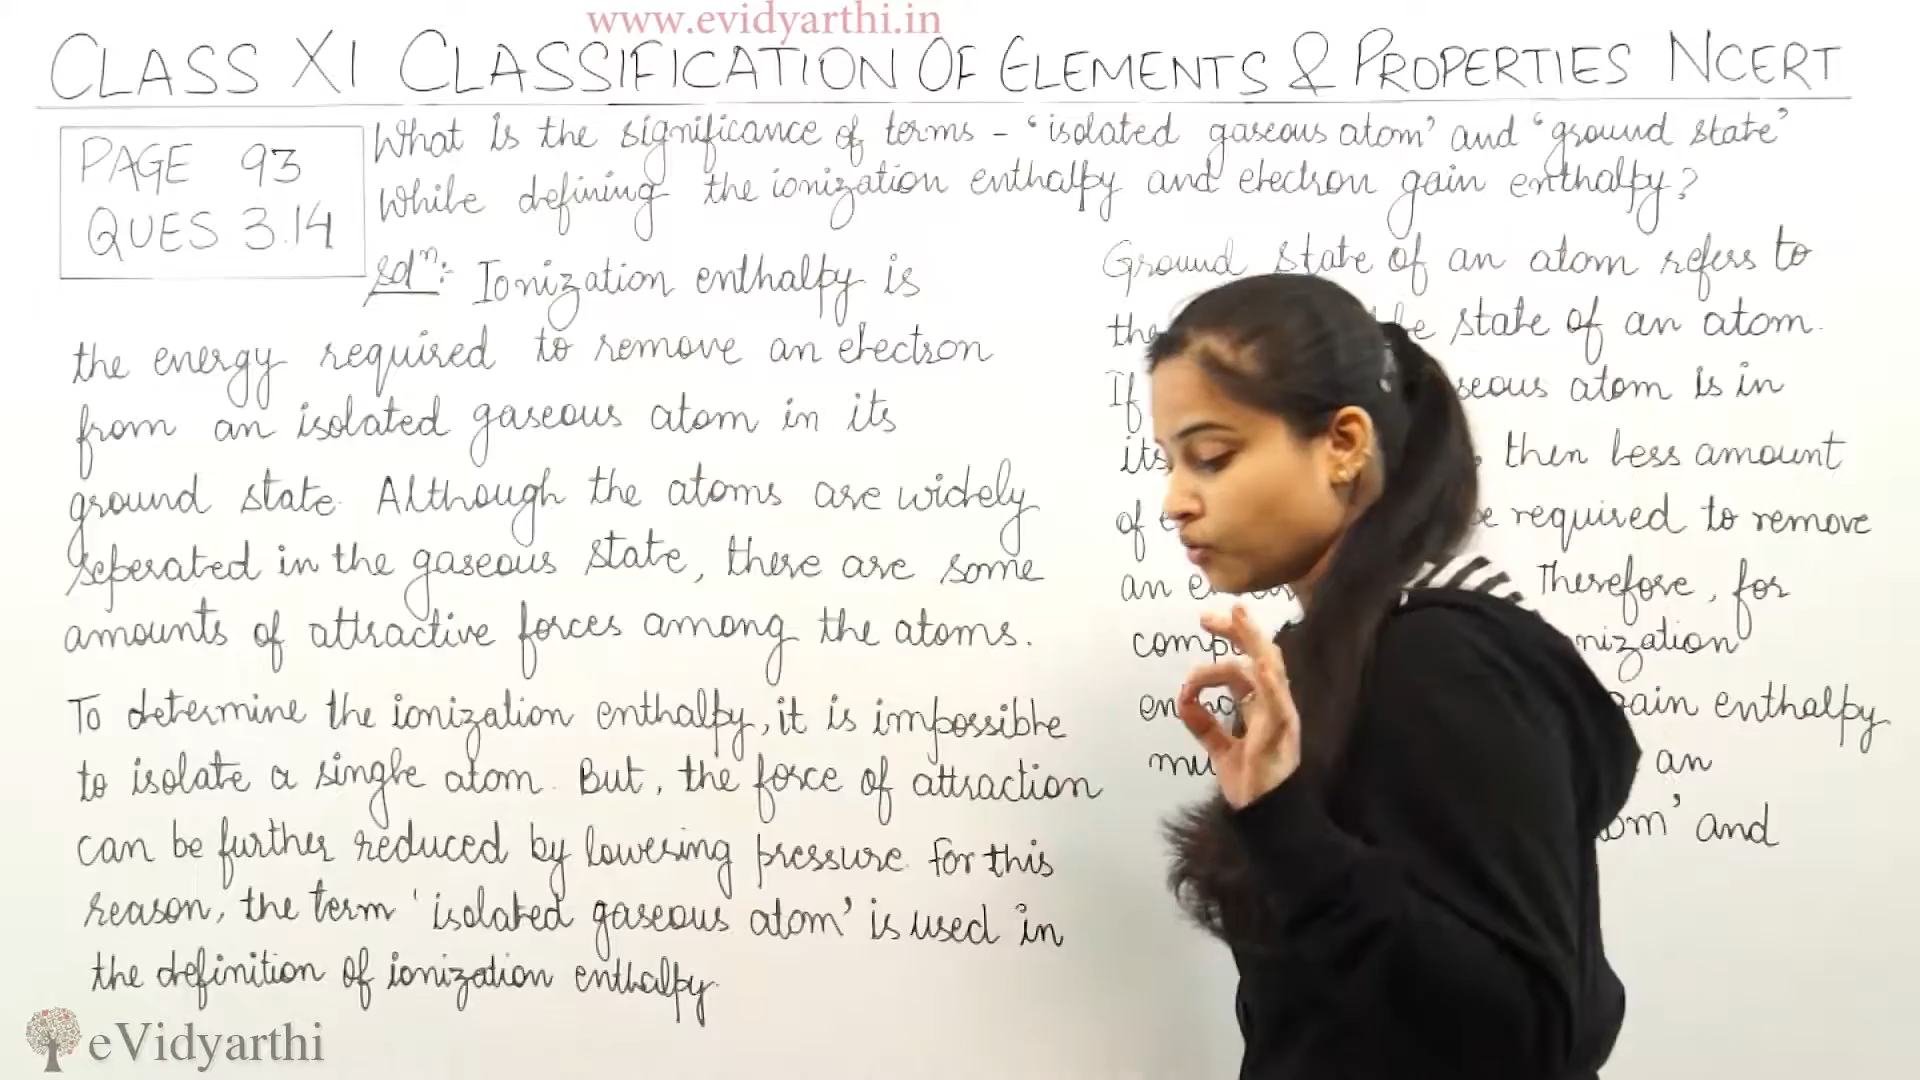 www.evidyarthi.in
CLASS XI CLASSIFICATION OF ELEMENTS & PROPERTIES NCERT
PAGE 93
QUES 3.14
What is the significance of terms - 'isolated gaseous atom' and 'ground state'
while defining the ionization enthalpy and electron gain enthalpy?
Solⁿ:- Ionization enthalpy is
the energy required to remove an electron
from an isolated gaseous atom in its
ground state. Although the atoms are widely
seperated in the gaseous state, there are some
amounts of attractive forces among the atoms.
To determine the ionization enthalpy, it is impossible
to isolate a single atom. But, the force of attraction
can be further reduced by lowering pressure. For this
reason, the term 'isolated gaseous atom' is used in
the definition of ionization enthalpy.
Ground state of an atom refers to
the state of an atom.
If atom is in
its then less amount
of required to remove
an Therefore, for
enthalpy
an
and
eVidyarthi